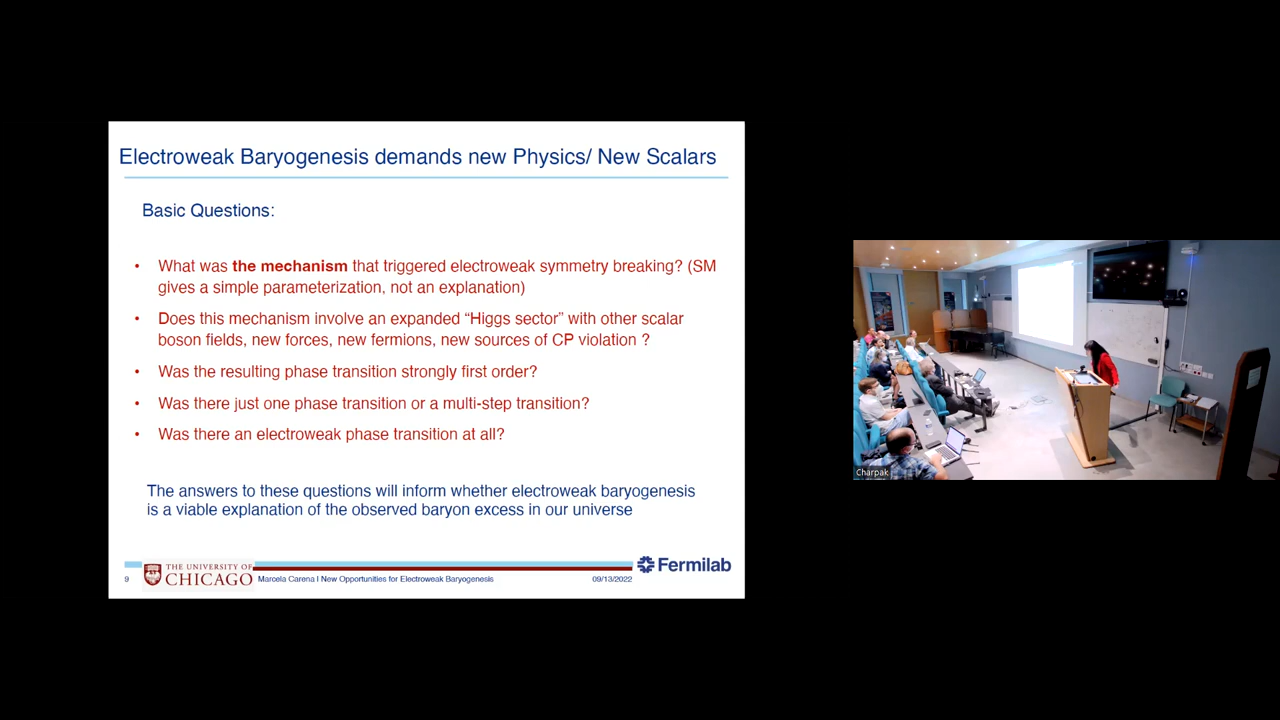 Electroweak Baryogenesis demands new Physics/ New Scalars
Basic Questions:
• What was the mechanism that triggered electroweak symmetry breaking? (SM
gives a simple parameterization, not an explanation)
• Does this mechanism involve an expanded “Higgs sector” with other scalar
boson fields, new forces, new fermions, new sources of CP violation ?
• Was the resulting phase transition strongly first order?
• Was there just one phase transition or a multi-step transition?
• Was there an electroweak phase transition at all?
The answers to these questions will inform whether electroweak baryogenesis
is a viable explanation of the observed baryon excess in our universe
9
THE UNIVERSITY OF
CHICAGO
Marcela Carena I New Opportunities for Electroweak Baryogenesis
09/13/2022
Fermilab
Charpak